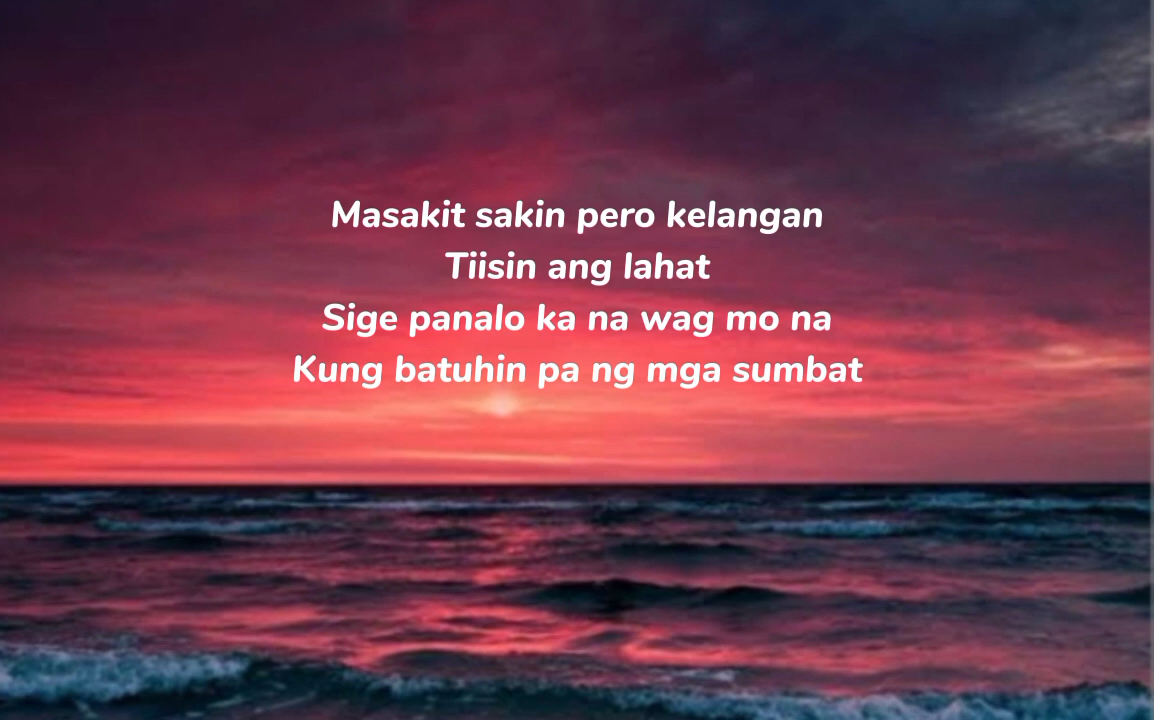 Masakit sakin pero kelangan
Tiisin ang lahat
Sige panalo ka na wag mo na
Kung batuhin pa ng mga sumbat